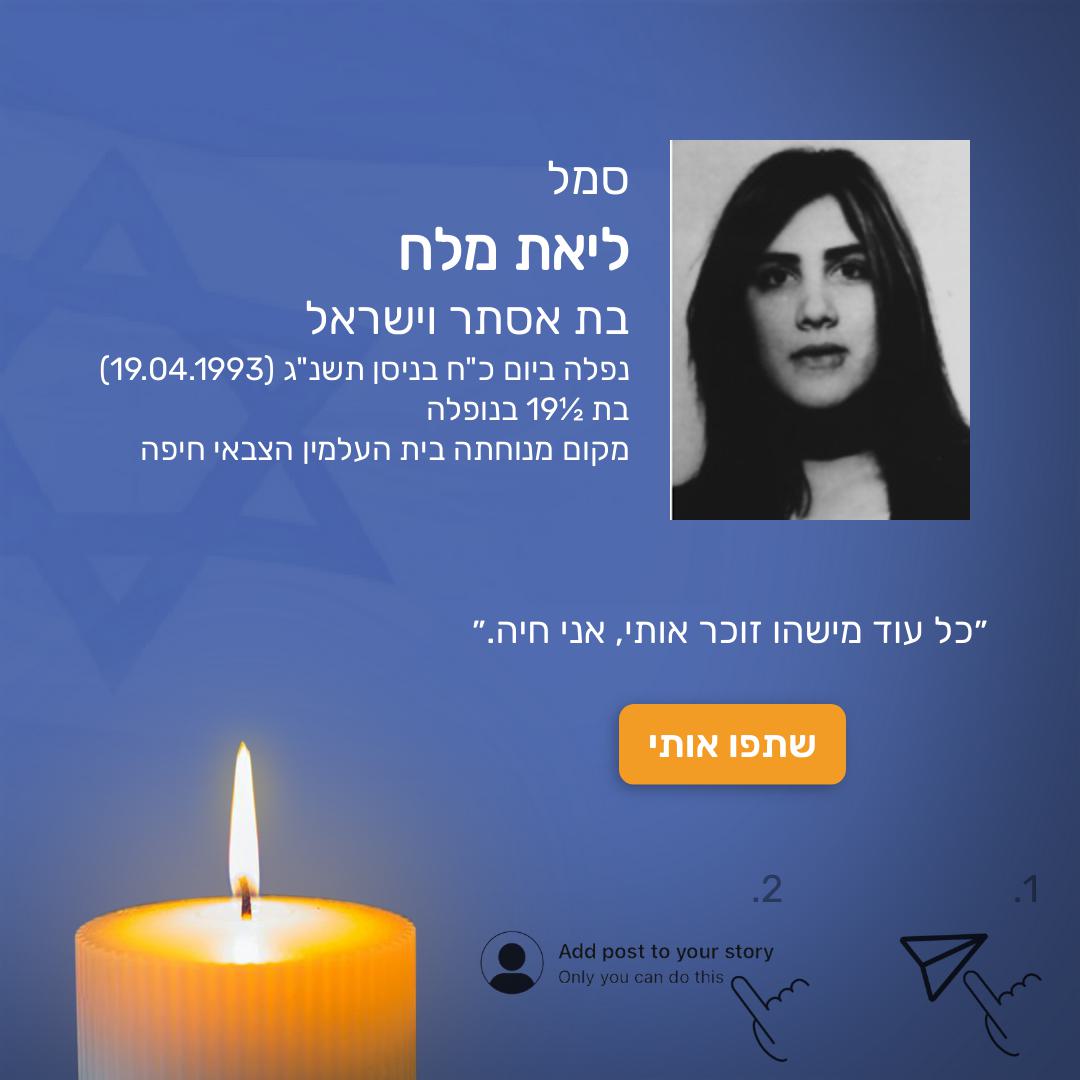 סמל
ליאת מלח
בת אסתר וישראל
נפלה ביום כ"ח בניסן תשנ"ג (19.04.1993)
בת 19½ בנופלה
מקום מנוחתה בית העלמין הצבאי חיפה
״כל עוד מישהו זוכר אותי, אני חיה.״
שתפו אותי
.1
.2
Add post to your story
Only you can do this